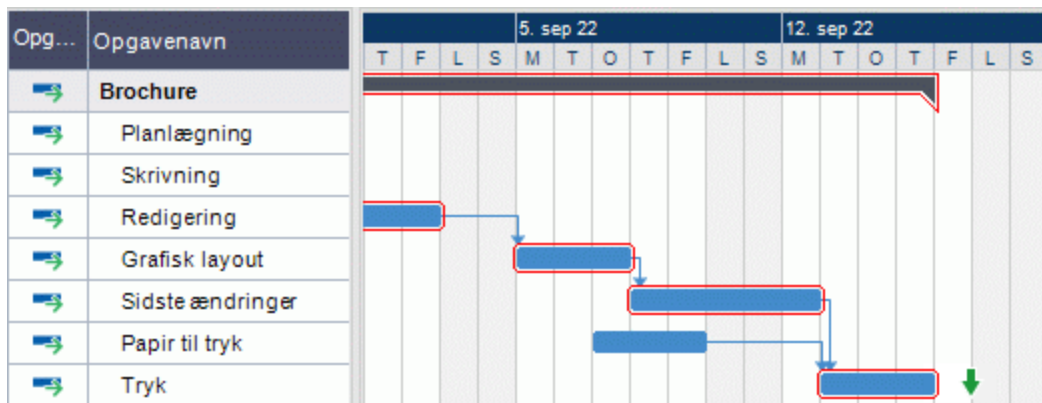 Opg... Opgavenavn 5. sep 22 12. sep 22
T F L S M T O T F L S M T O T F L S
Brochure
Planlægning
Skrivning
Redigering
Grafisk layout
Sidste ændringer
Papir til tryk
Tryk